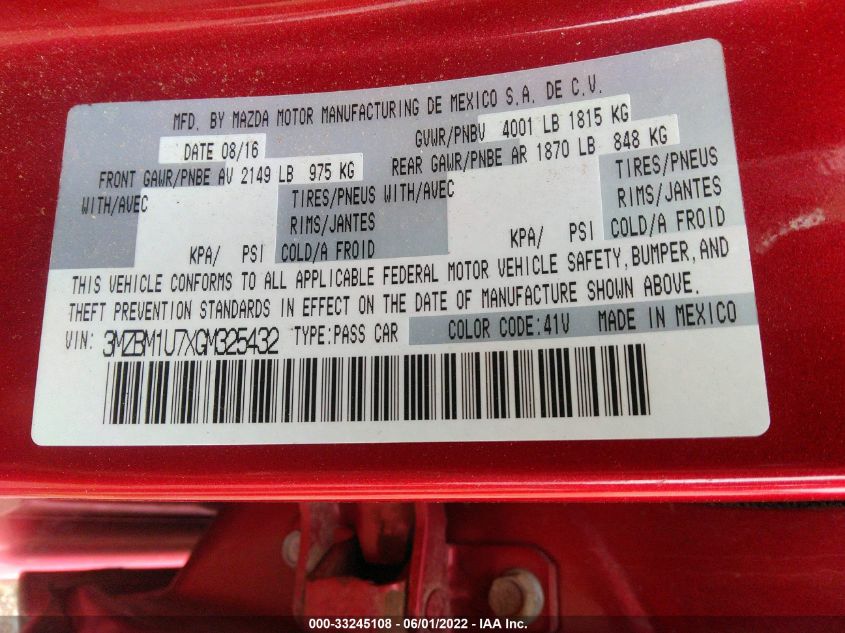 MFD. BY MAZDA MOTOR MANUFACTURING DE MEXICO S.A. DE C.V.
DATE 08/16 GVWR/PNBV 4001 LB 1815 KG
FRONT GAWR/PNBE AV 2149 LB 975 KG REAR GAWR/PNBE AR 1870 LB 848 KG
WITH/AVEC TIRES/PNEUS WITH/AVEC TIRES/PNEUS
RIMS/JANTES RIMS/JANTES
KPA/ PSI COLD/A FROID KPA/ PSI COLD/A FROID
THIS VEHICLE CONFORMS TO ALL APPLICABLE FEDERAL MOTOR VEHICLE SAFETY, BUMPER, AND
THEFT PREVENTION STANDARDS IN EFFECT ON THE DATE OF MANUFACTURE SHOWN ABOVE.
VIN: 3MZBM1U7XGM325432 TYPE:PASS CAR COLOR CODE:41V MADE IN MEXICO
000-33245108 - 06/01/2022 - IAA Inc.